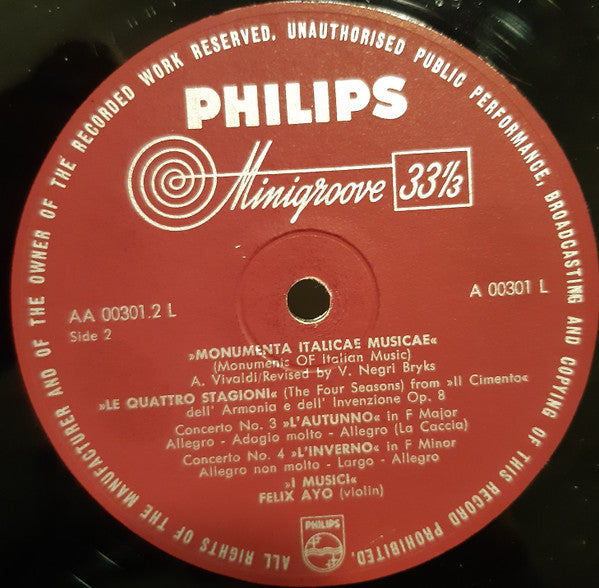 ALL RIGHTS OF THE MANUFACTURER AND OF THE OWNER OF THE RECORDED WORK RESERVED. UNAUTHORISED PUBLIC PERFORMANCE, BROADCASTING AND COPYING OF THIS RECORD PROHIBITED.
PHILIPS
Minigroove 33⅓
AA 00301.2 L
A 00301 L
Side 2
»MONUMENTA ITALICAE MUSICAE«
(Monuments OF Italian Music)
A. Vivaldi/Revised by V. Negri Bryks
»LE QUATTRO STAGIONI« (The Four Seasons) from »Il Cimento«
dell' Armonia e dell' Invenzione Op. 8
Concerto No. 3 »L'AUTUNNO« in F Major
Allegro - Adagio molto - Allegro (La Caccia)
Concerto No. 4 »L'INVERNO« in F Minor
Allegro non molto - Largo - Allegro
»I MUSICI«
FELIX AYO (violin)
PHILIPS